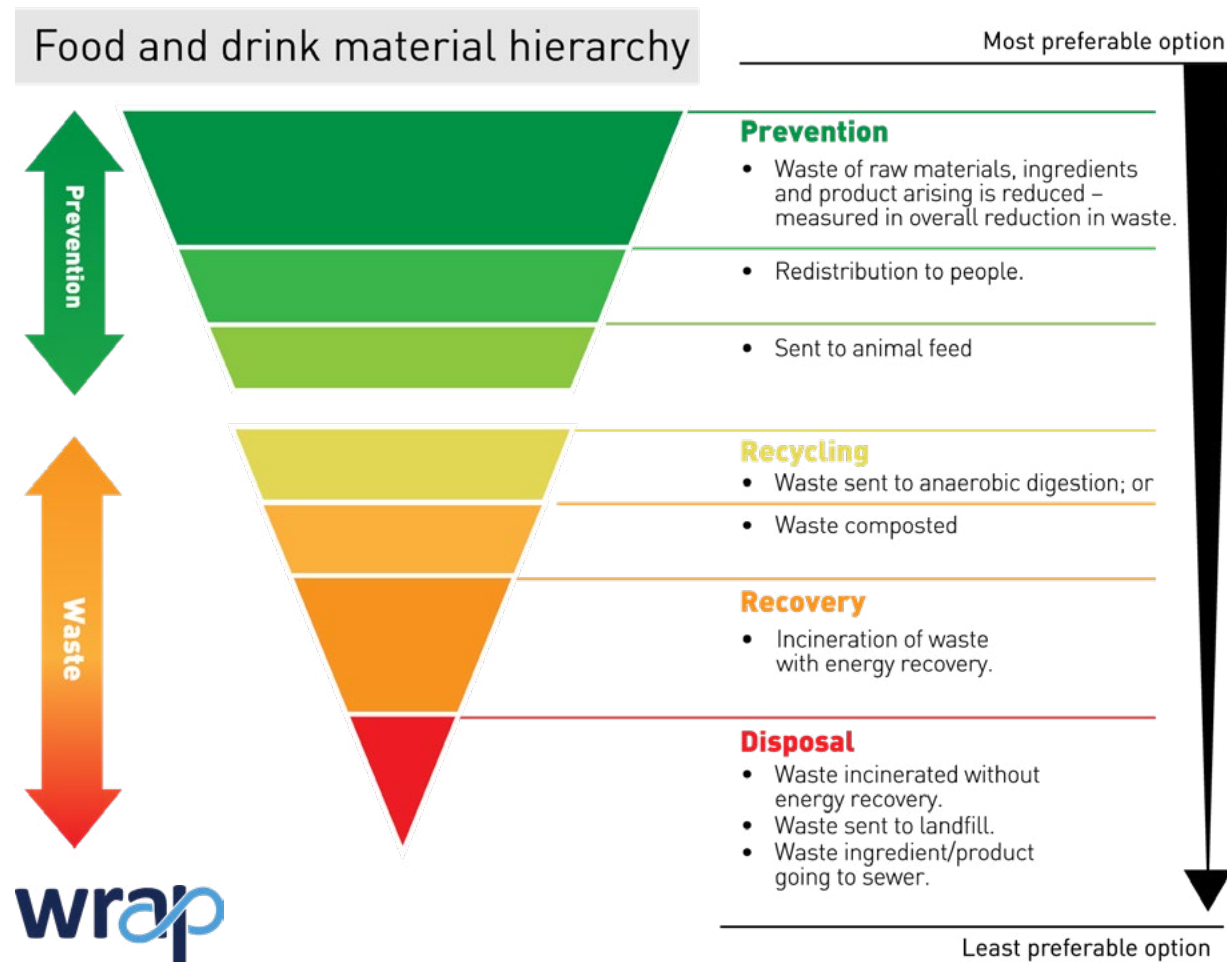 Food and drink material hierarchy
Most preferable option
Prevention
Prevention
• Waste of raw materials, ingredients
and product arising is reduced –
measured in overall reduction in waste.
• Redistribution to people.
• Sent to animal feed
Waste
Recycling
• Waste sent to anaerobic digestion; or
• Waste composted
Recovery
• Incineration of waste
with energy recovery.
Disposal
• Waste incinerated without
energy recovery.
• Waste sent to landfill.
• Waste ingredient/product
going to sewer.
wrap
Least preferable option